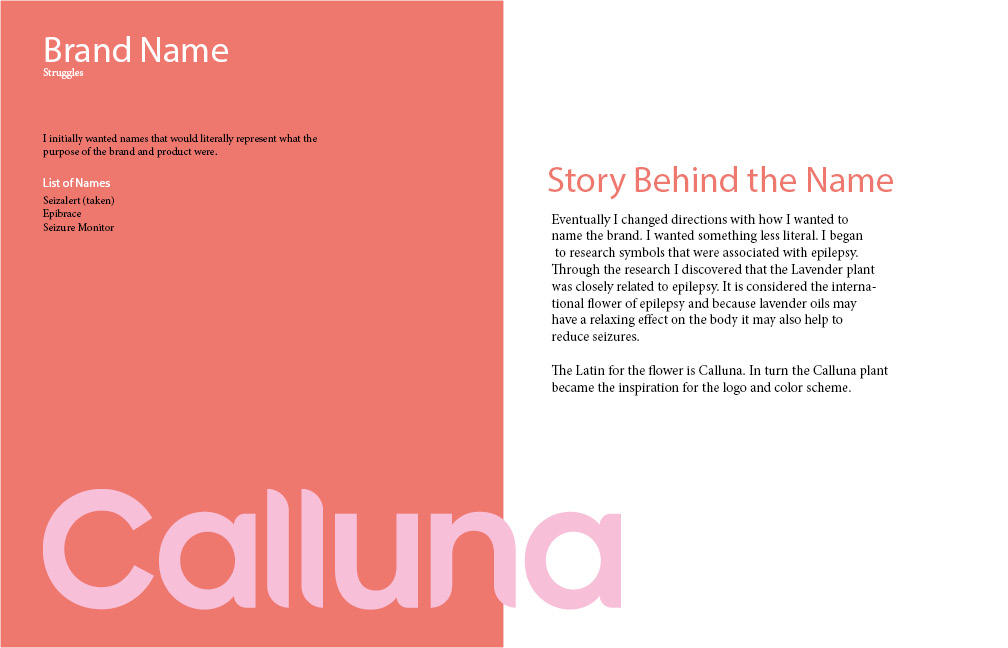 Brand Name
Struggles
I initially wanted names that would literally represent what the
purpose of the brand and product were.
List of Names
Seizalert (taken)
Epibrace
Seizure Monitor
Story Behind the Name
Eventually I changed directions with how I wanted to
name the brand. I wanted something less literal. I began
to research symbols that were associated with epilepsy.
Through the research I discovered that the Lavender plant
was closely related to epilepsy. It is considered the interna-
tional flower of epilepsy and because lavender oils may
have a relaxing effect on the body it may also help to
reduce seizures.
The Latin for the flower is Calluna. In turn the Calluna plant
became the inspiration for the logo and color scheme.
Calluna